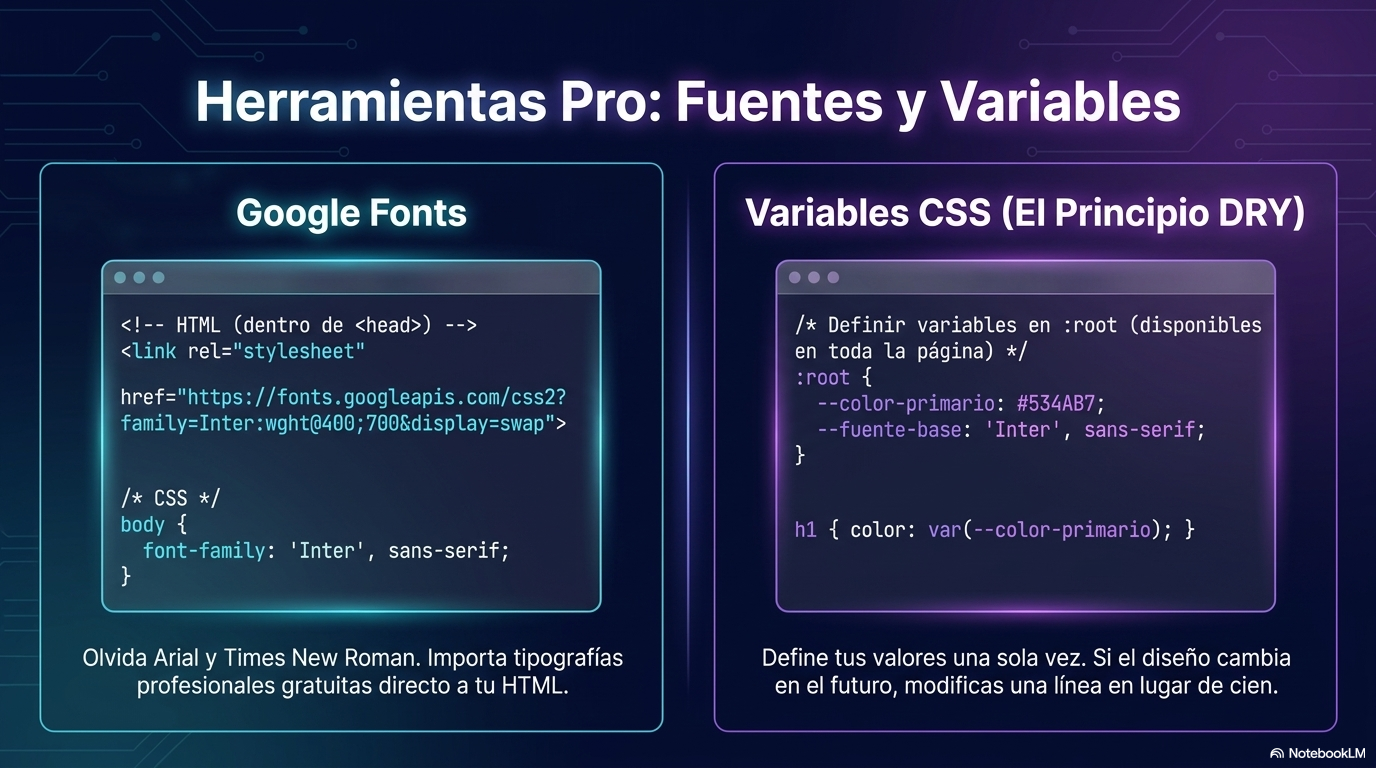 Herramientas Pro: Fuentes y Variables
Google Fonts
<!-- HTML (dentro de <head>) -->
<link rel="stylesheet"
href="https://fonts.googleapis.com/css2?
family=Inter:wght@400;700&display=swap">
/* CSS */
body {
  font-family: 'Inter', sans-serif;
}
Olvida Arial y Times New Roman. Importa tipografías
profesionales gratuitas directo a tu HTML.
Variables CSS (El Principio DRY)
/* Definir variables en :root (disponibles
en toda la página) */
:root {
  --color-primario: #534AB7;
  --fuente-base: 'Inter', sans-serif;
}
h1 { color: var(--color-primario); }
Define tus valores una sola vez. Si el diseño cambia
en el futuro, modificas una línea en lugar de cien.
NotebookLM